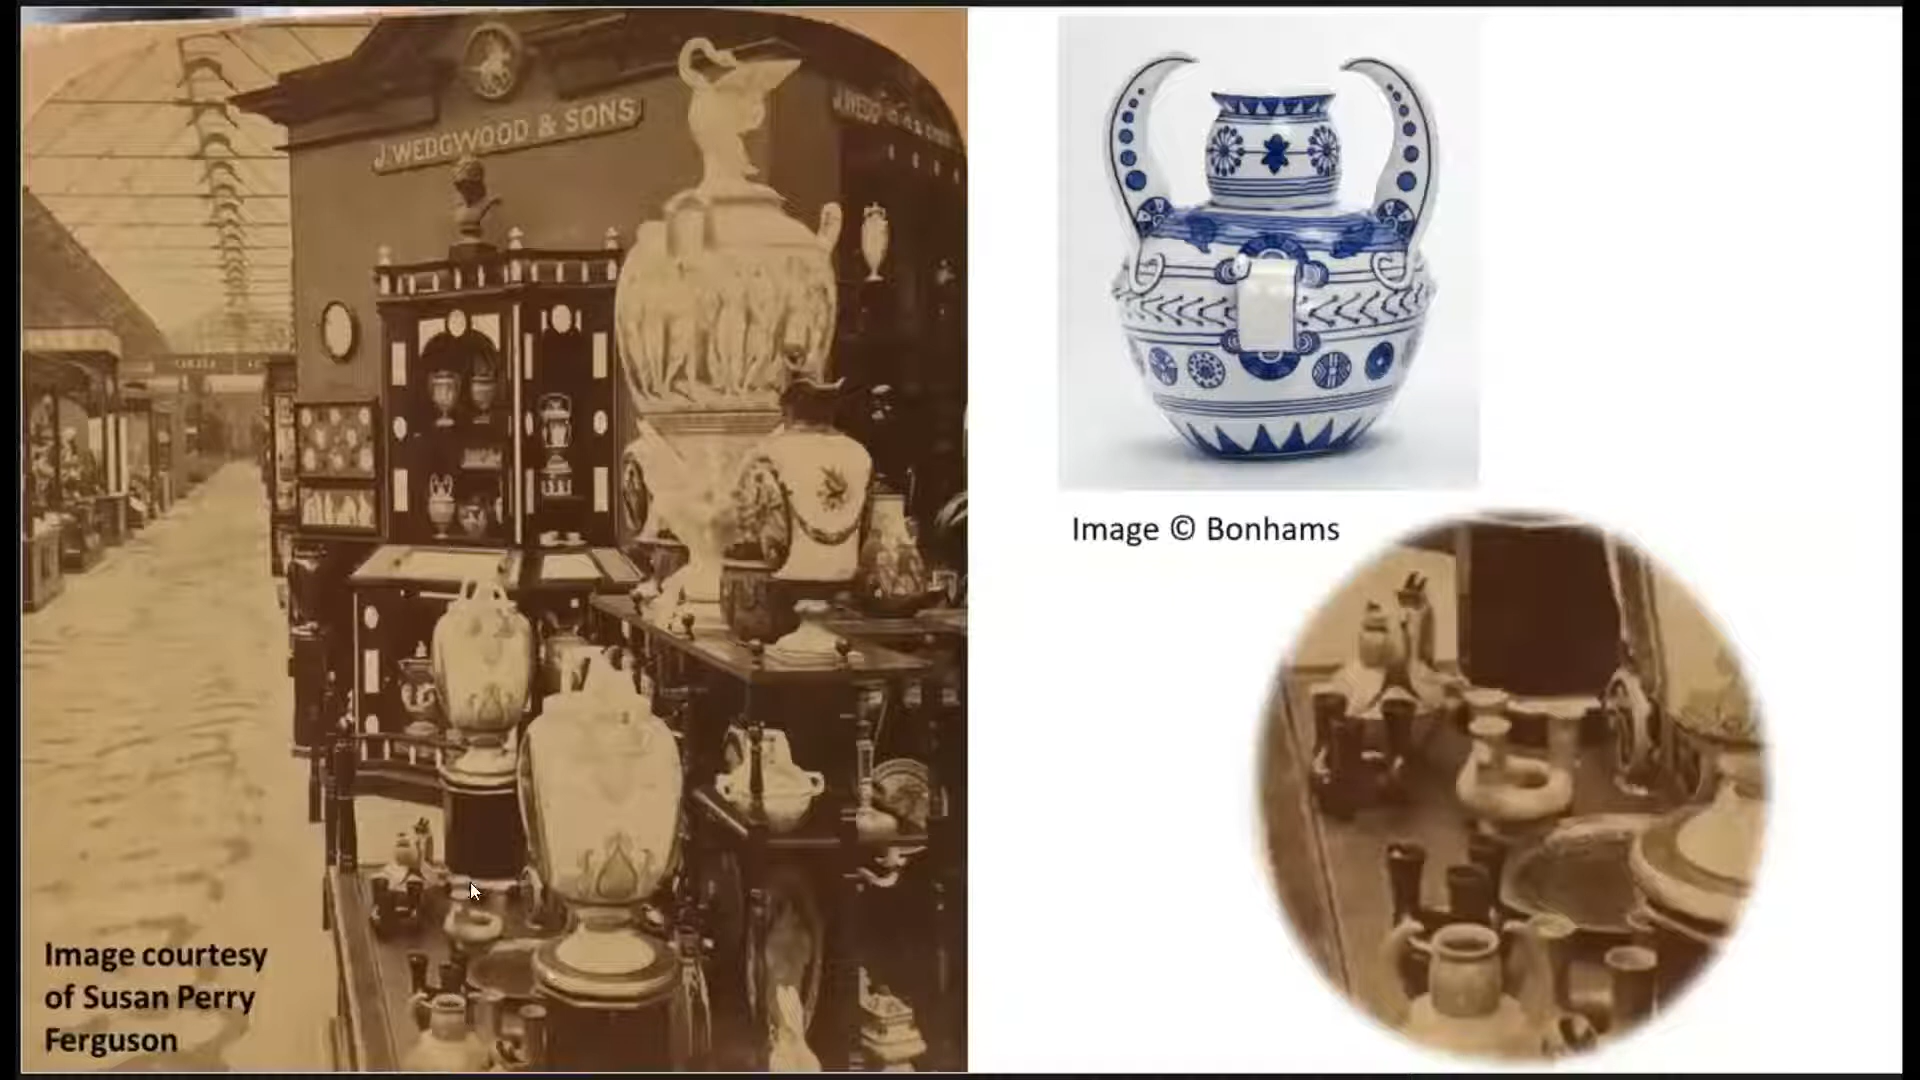 J. WEDGWOOD & SONS
Image courtesy
of Susan Perry
Ferguson
Image © Bonhams